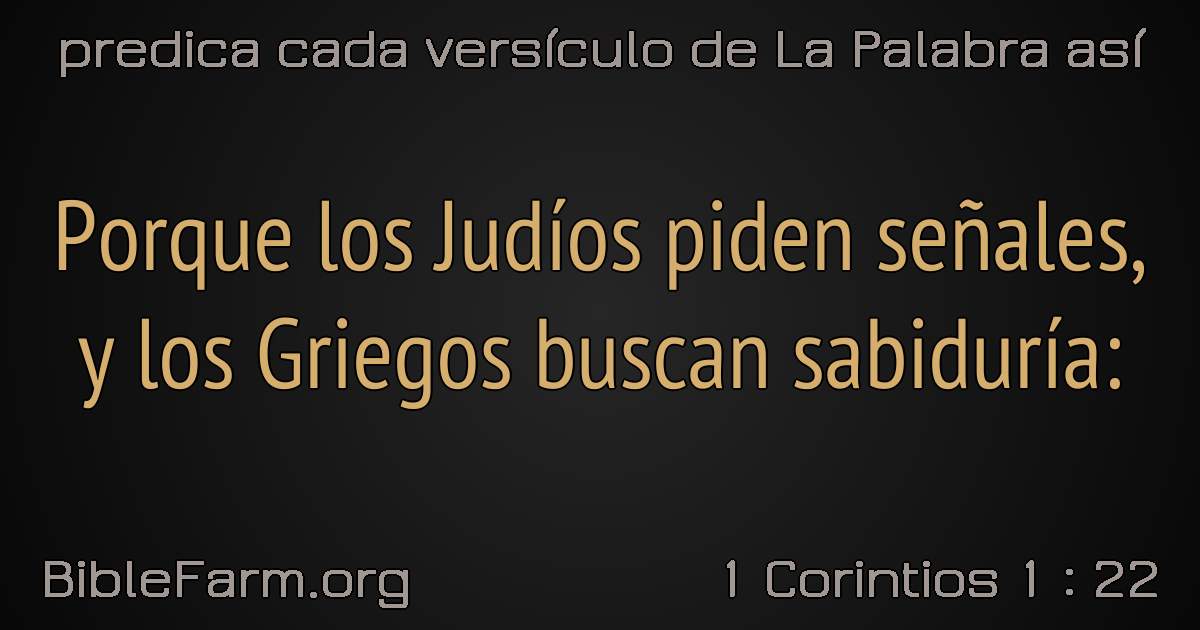 predica cada versículo de La Palabra así
Porque los Judíos piden señales,
y los Griegos buscan sabiduría:
BibleFarm.org
1 Corintios 1 : 22